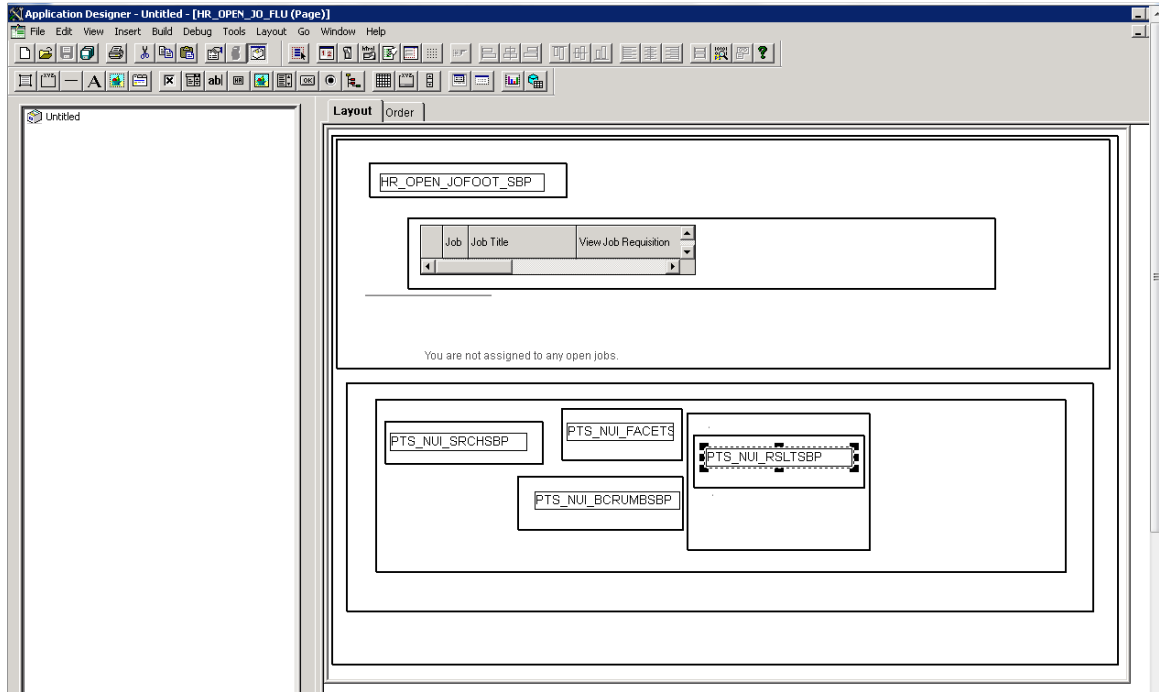 Application Designer - Untitled - [HR_OPEN_JO_FLU (Page)]
File Edit View Insert Build Debug Tools Layout Go Window Help
Untitled
Layout Order
HR_OPEN_JOFOOT_SBP
Job Job Title View Job Requisition
You are not assigned to any open jobs.
PTS_NUI_SRCHSBP
PTS_NUI_FACETS
PTS_NUI_RSLTSBP
PTS_NUI_BCRUMBSBP